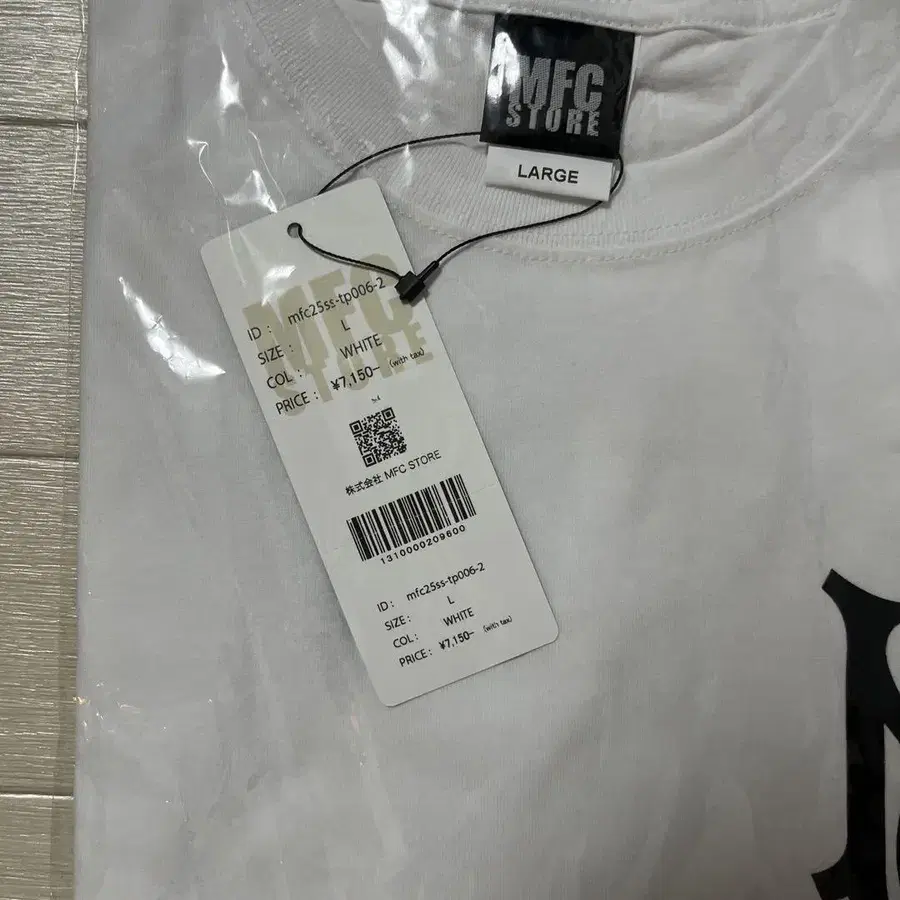 MFC
STORE
LARGE
MFC
STORE
ID : mfc25ss-tp006-2
SIZE : L
COL : WHITE
PRICE : ¥7,150- (with tax)
株式会社 MFC STORE
1310000209600
ID : mfc25ss-tp006-2
SIZE : L
COL : WHITE
PRICE : ¥7,150- (with tax)